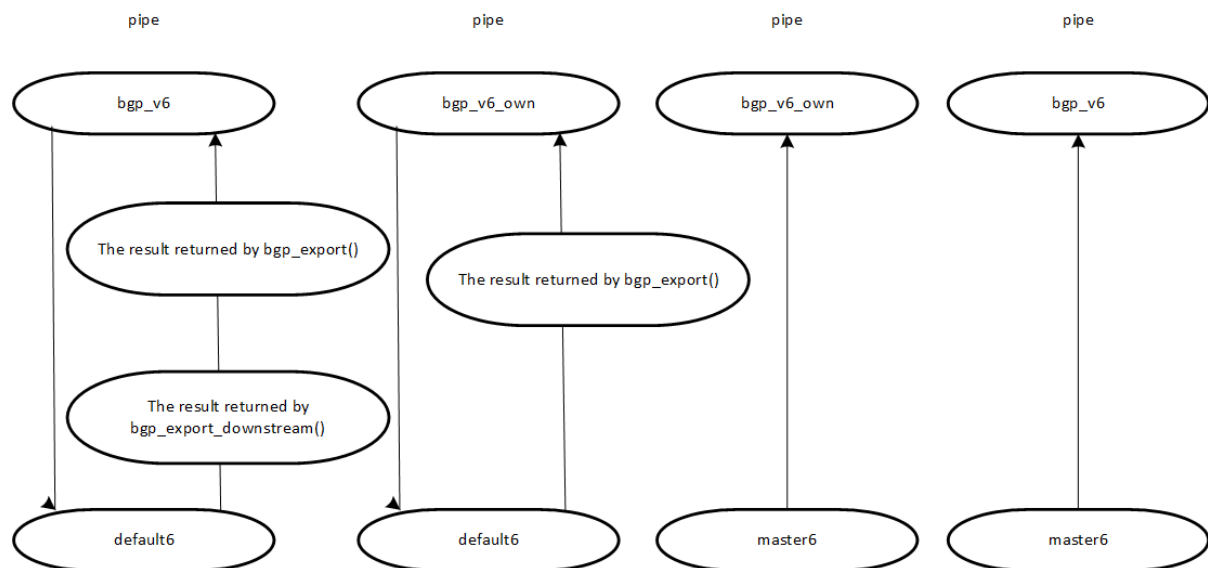 pipe
pipe
pipe
pipe
bgp_v6
bgp_v6_own
bgp_v6_own
bgp_v6
The result returned by bgp_export()
The result returned by bgp_export()
The result returned by
bgp_export_downstream()
default6
default6
master6
master6